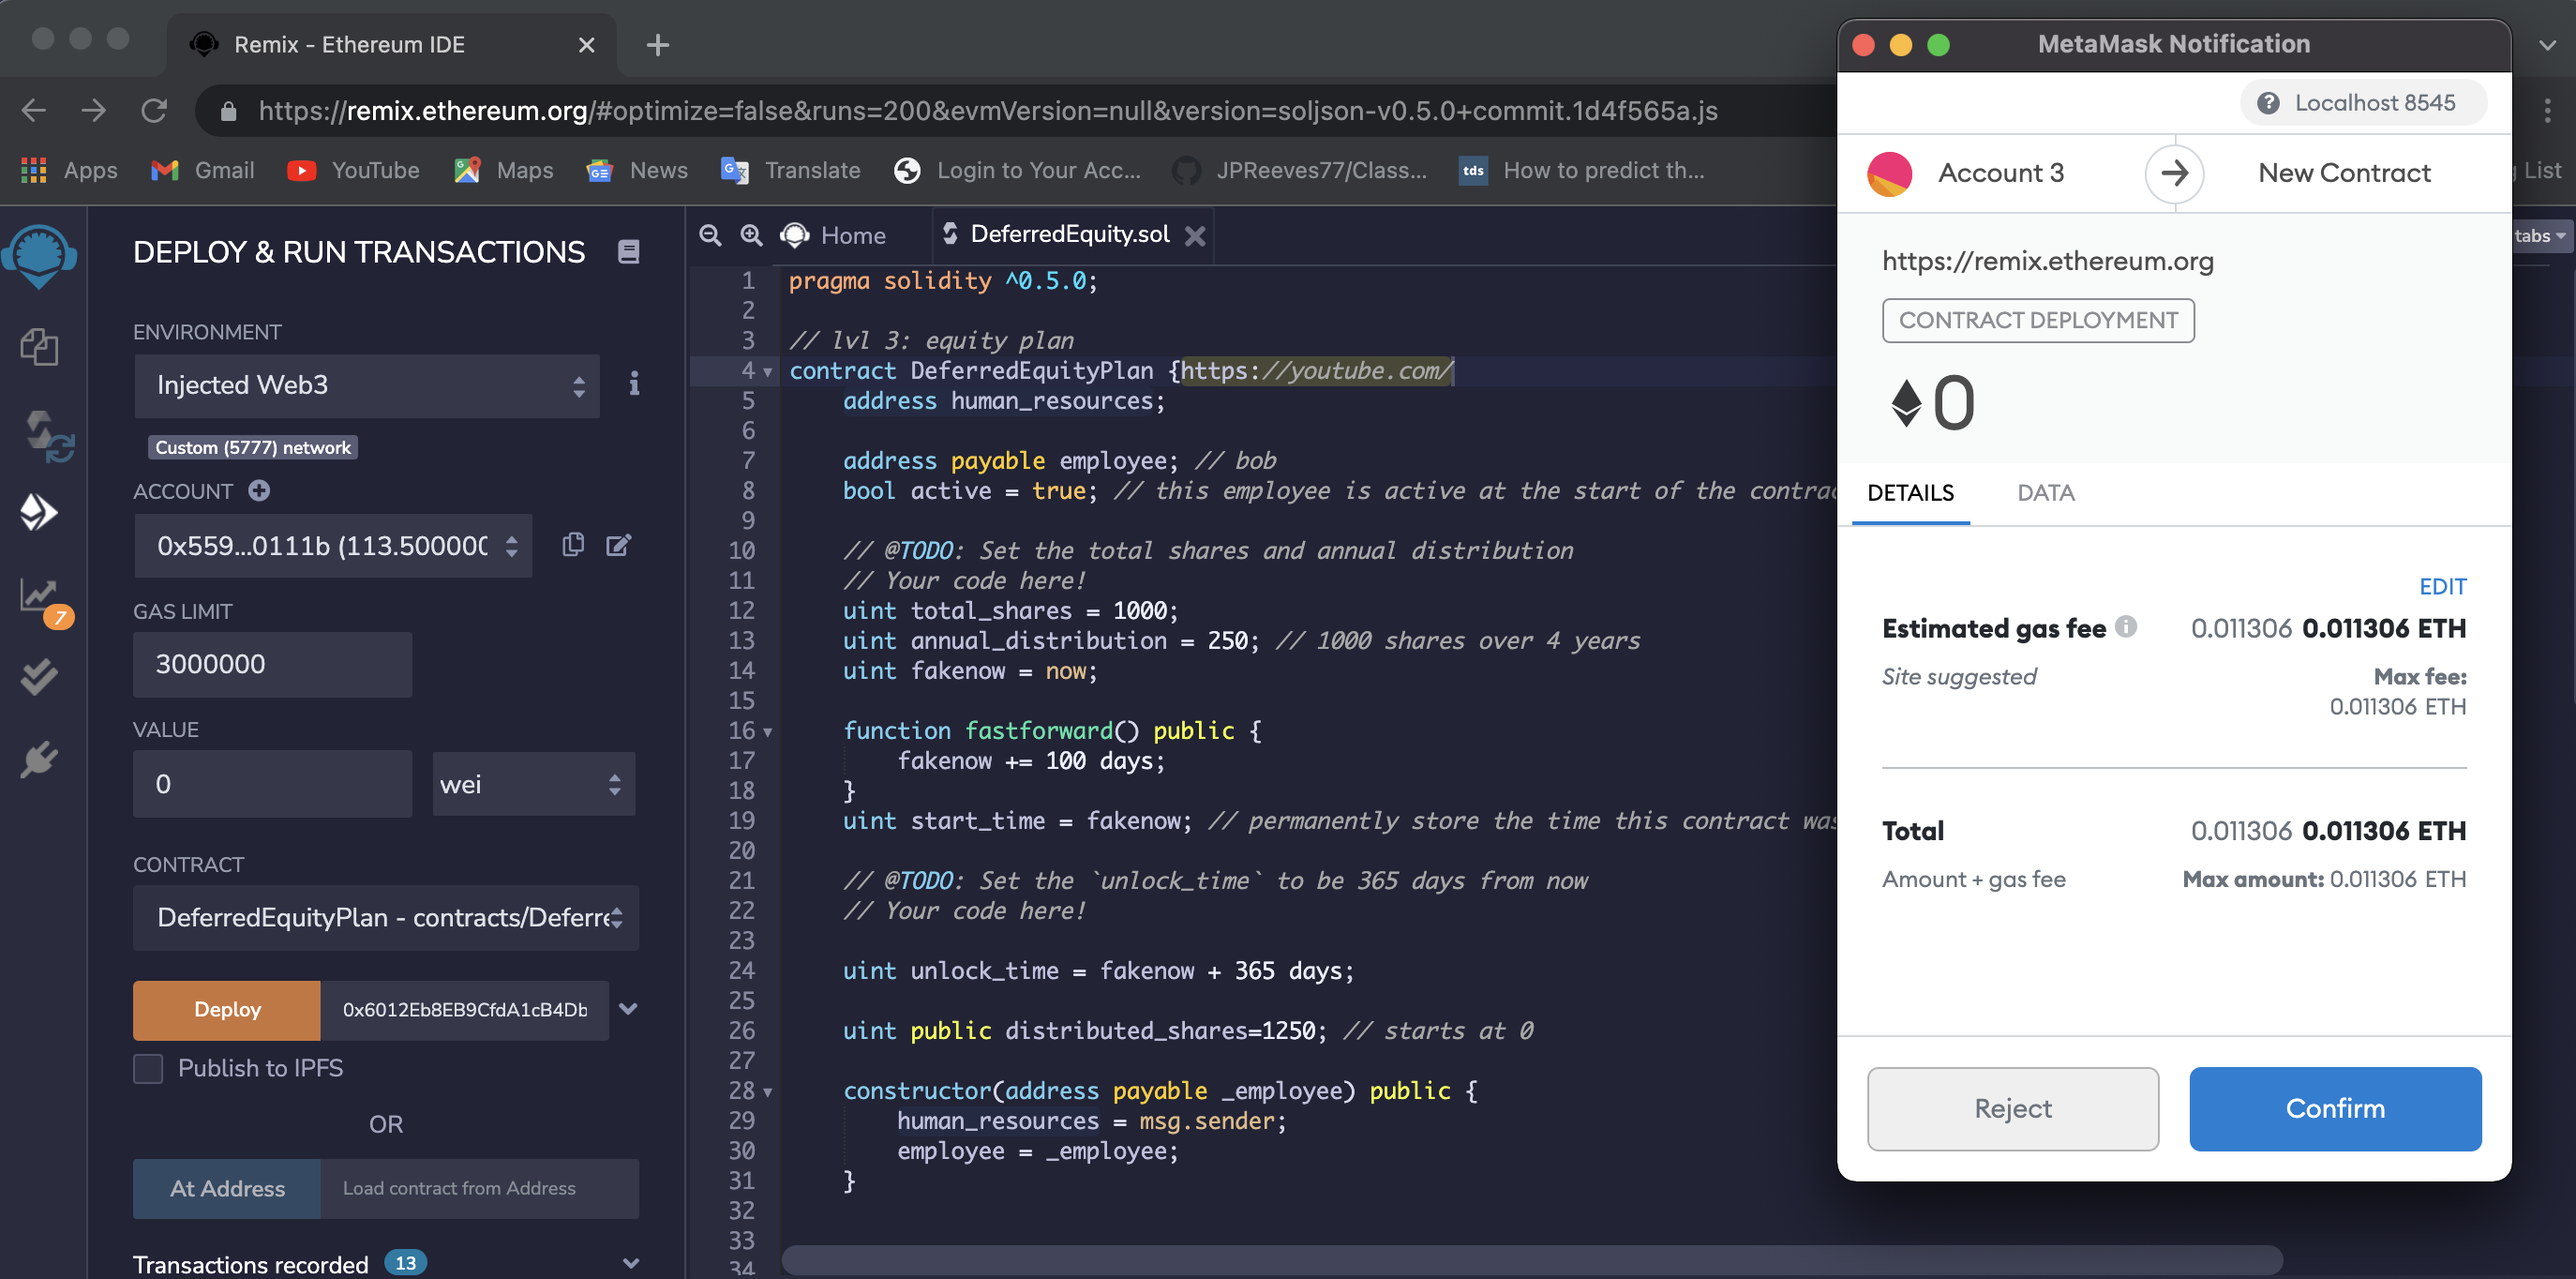 Remix - Ethereum IDE
https://remix.ethereum.org/#optimize=false&runs=200&evmVersion=null&version=soljson-v0.5.0+commit.1d4f565a.js
Apps
Gmail
YouTube
Maps
News
Translate
Login to Your Acc...
JPReeves77/Class...
tds
How to predict th...
List
DEPLOY & RUN TRANSACTIONS
ENVIRONMENT
Injected Web3
Custom (5777) network
ACCOUNT
0x559...0111b (113.500000
GAS LIMIT
3000000
VALUE
0
wei
CONTRACT
DeferredEquityPlan - contracts/Deferre
Deploy
0x6012Eb8EB9CfdA1cB4Db
Publish to IPFS
OR
At Address
Load contract from Address
Transactions recorded 13
7
Home
DeferredEquity.sol
tabs
1 pragma solidity ^0.5.0;
2
3 // lvl 3: equity plan
4 contract DeferredEquityPlan {https://youtube.com/
5 address human_resources;
6
7 address payable employee; // bob
8 bool active = true; // this employee is active at the start of the contrac
9
10 // @TODO: Set the total shares and annual distribution
11 // Your code here!
12 uint total_shares = 1000;
13 uint annual_distribution = 250; // 1000 shares over 4 years
14 uint fakenow = now;
15
16 function fastforward() public {
17 fakenow += 100 days;
18 }
19 uint start_time = fakenow; // permanently store the time this contract was
20
21 // @TODO: Set the `unlock_time` to be 365 days from now
22 // Your code here!
23
24 uint unlock_time = fakenow + 365 days;
25
26 uint public distributed_shares=1250; // starts at 0
27
28 constructor(address payable _employee) public {
29 human_resources = msg.sender;
30 employee = _employee;
31 }
32
33
34
MetaMask Notification
Localhost 8545
Account 3
New Contract
https://remix.ethereum.org
CONTRACT DEPLOYMENT
0
DETAILS
DATA
EDIT
Estimated gas fee 0.011306 0.011306 ETH
Site suggested
Max fee:
0.011306 ETH
Total 0.011306 0.011306 ETH
Amount + gas fee Max amount: 0.011306 ETH
Reject
Confirm